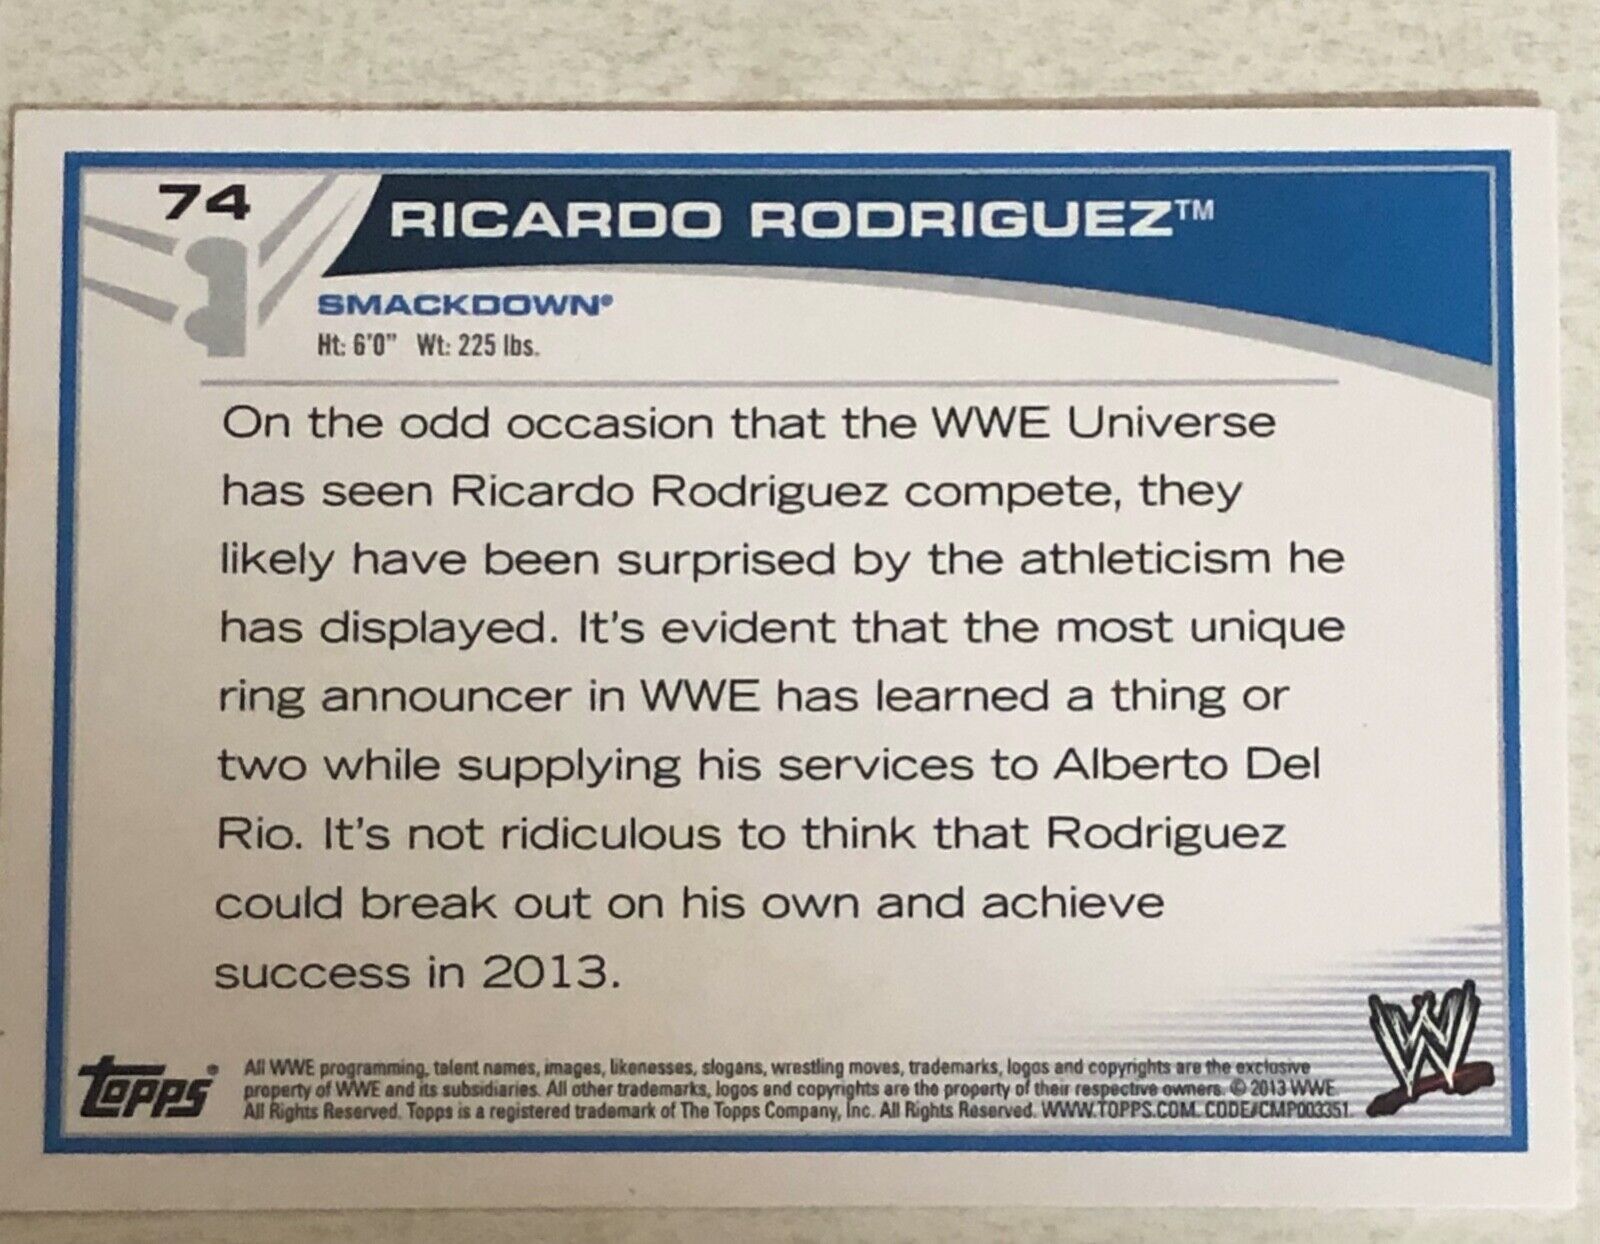 74
RICARDO RODRIGUEZ™
SMACKDOWN®
Ht: 6'0" Wt: 225 lbs.
On the odd occasion that the WWE Universe
has seen Ricardo Rodriguez compete, they
likely have been surprised by the athleticism he
has displayed. It's evident that the most unique
ring announcer in WWE has learned a thing or
two while supplying his services to Alberto Del
Rio. It's not ridiculous to think that Rodriguez
could break out on his own and achieve
success in 2013.
Topps®
All WWE programming, talent names, images, likenesses, slogans, wrestling moves, trademarks, logos and copyrights are the exclusive
property of WWE and its subsidiaries. All other trademarks, logos and copyrights are the property of their respective owners. © 2013 WWE.
All Rights Reserved. Topps is a registered trademark of The Topps Company, Inc. All Rights Reserved. WWW.TOPPS.COM. CODE#CMP003351
W